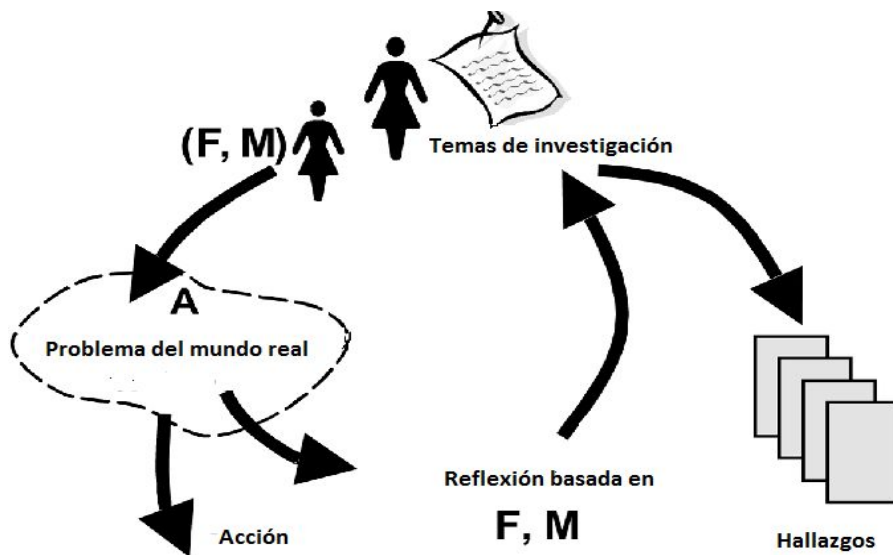 (F, M)
Temas de investigación
A
Problema del mundo real
Reflexión basada en
F, M
Acción
Hallazgos